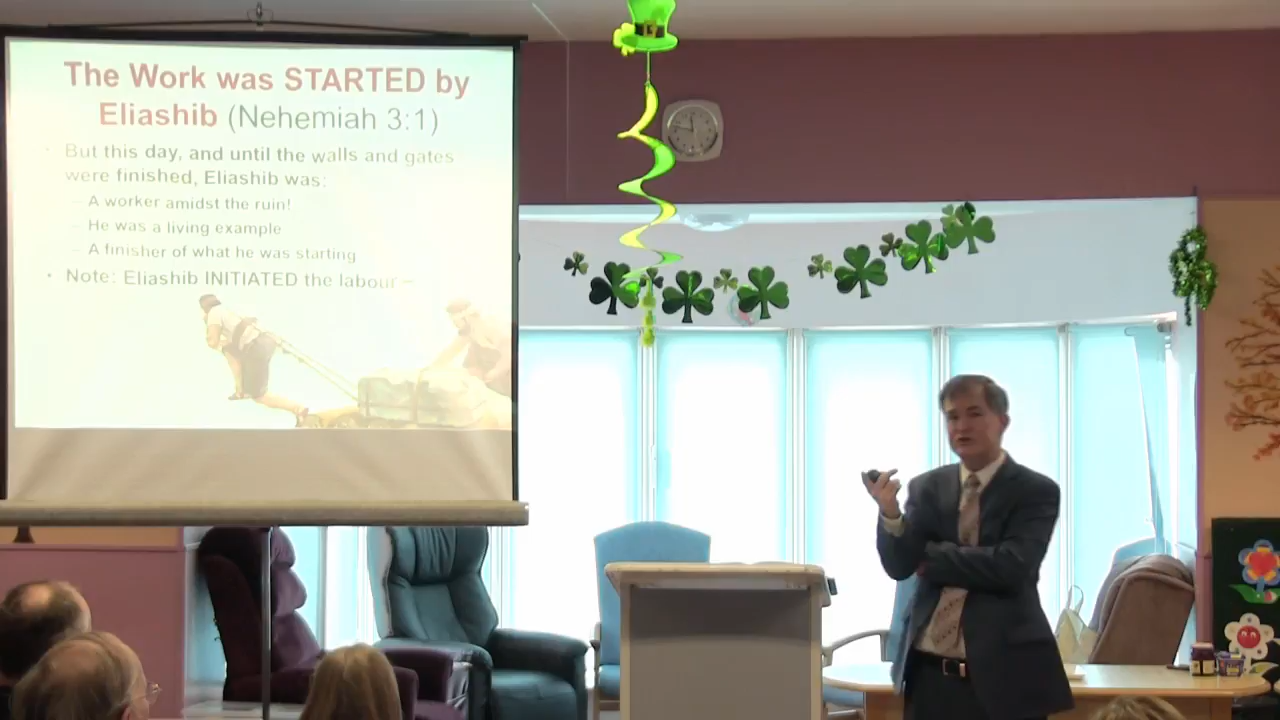 The Work was STARTED by
Eliashib (Nehemiah 3:1)
• But this day, and until the walls and gates
were finished, Eliashib was:
– A worker amidst the ruin!
– He was a living example
– A finisher of what he was starting
• Note: Eliashib INITIATED the labour –